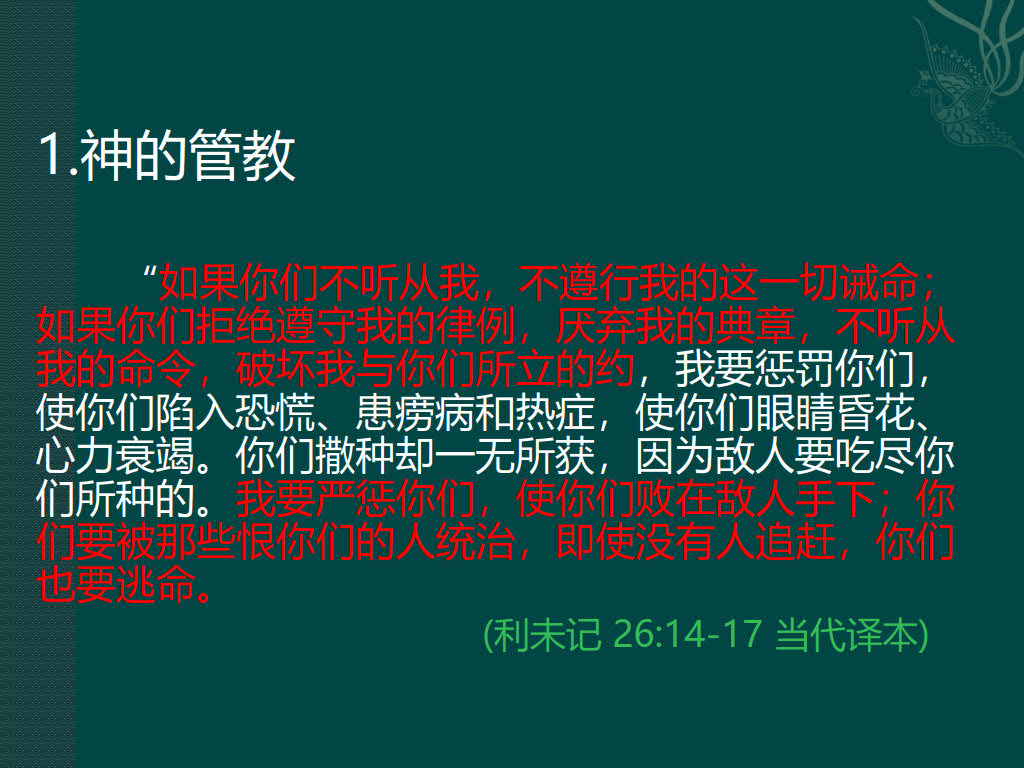 1.神的管教
“如果你们不听从我，不遵行我的这一切诫命；
如果你们拒绝遵守我的律例，厌弃我的典章，不听从
我的命令，破坏我与你们所立的约，我要惩罚你们，
使你们陷入恐慌、患痨病和热症，使你们眼睛昏花、
心力衰竭。你们撒种却一无所获，因为敌人要吃尽你
们所种的。我要严惩你们，使你们败在敌人手下；你
们要被那些恨你们的人统治，即使没有人追赶，你们
也要逃命。
(利未记 26:14-17 当代译本)